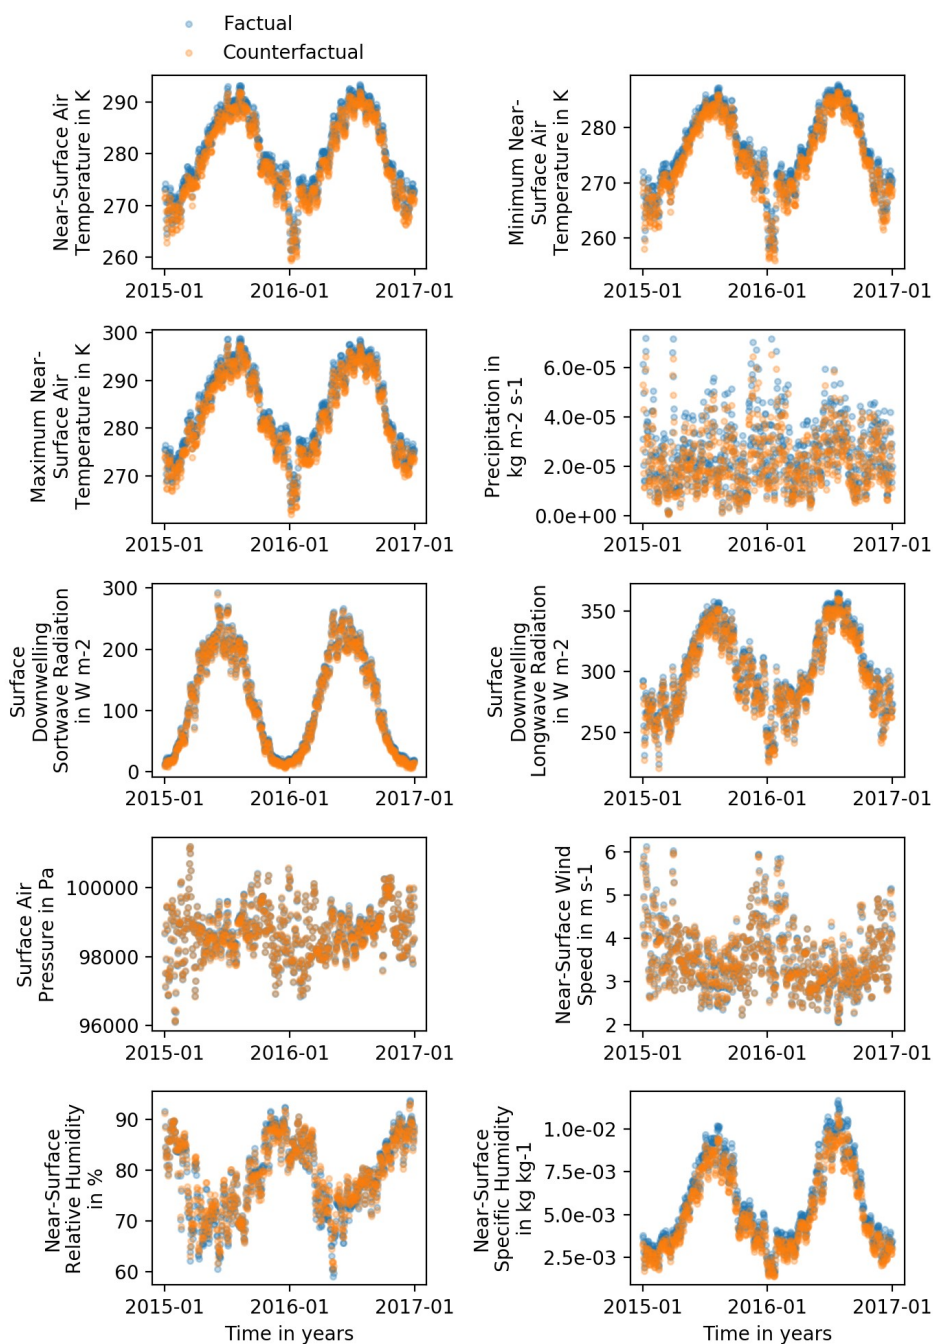 Factual
Counterfactual
Near-Surface Air
Temperature in K
290
280
270
260
2015-01
2016-01
2017-01
Minimum Near-
Surface Air
Temperature in K
280
270
260
2015-01
2016-01
2017-01
Maximum Near-
Surface Air
Temperature in K
300
290
280
270
2015-01
2016-01
2017-01
Precipitation in
kg m-2 s-1
6.0e-05
4.0e-05
2.0e-05
0.0e+00
2015-01
2016-01
2017-01
Surface
Downwelling
Sortwave Radiation
in W m-2
300
200
100
0
2015-01
2016-01
2017-01
Surface
Downwelling
Longwave Radiation
in W m-2
350
300
250
2015-01
2016-01
2017-01
Surface Air
Pressure in Pa
100000
98000
96000
2015-01
2016-01
2017-01
Near-Surface Wind
Speed in m s-1
6
5
4
3
2
2015-01
2016-01
2017-01
Near-Surface
Relative Humidity
in %
90
80
70
60
2015-01
2016-01
2017-01
Time in years
Near-Surface
Specific Humidity
in kg kg-1
1.0e-02
7.5e-03
5.0e-03
2.5e-03
2015-01
2016-01
2017-01
Time in years